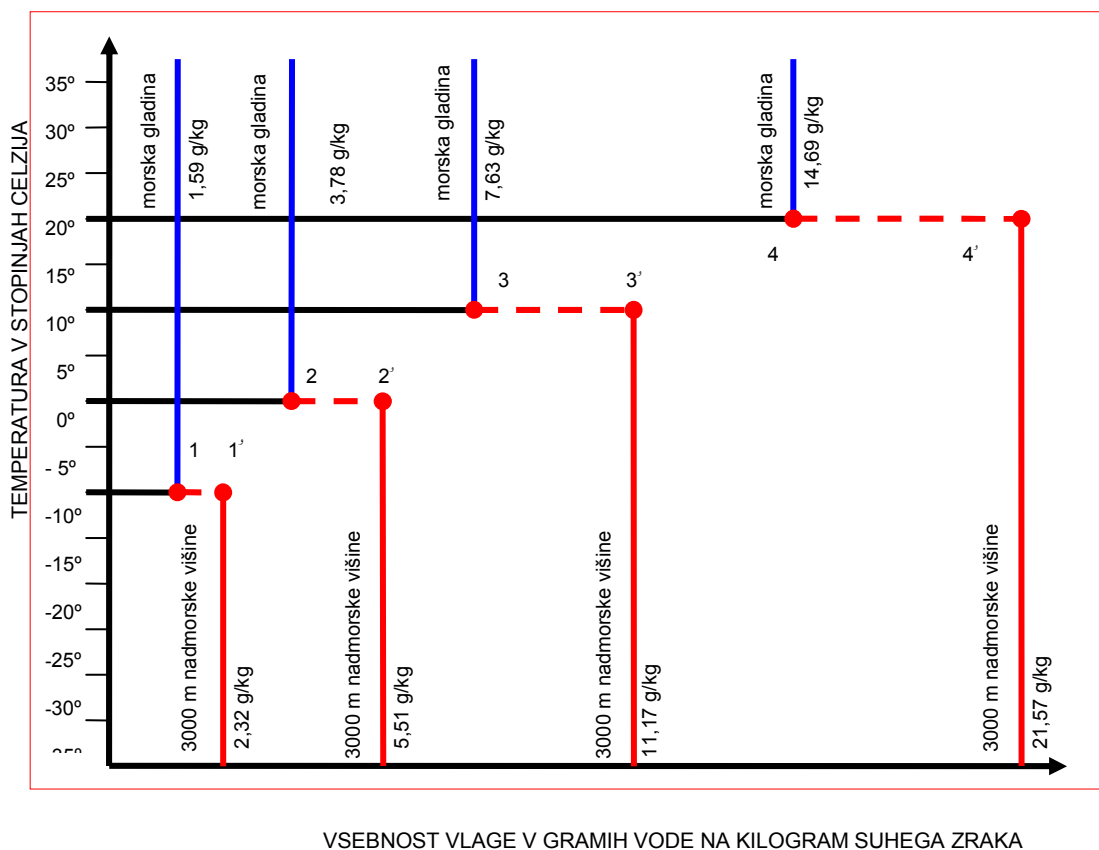 TEMPERATURA V STOPINJAH CELZIJA
35º
30º
25º
20º
15º
10º
5º
0º
- 5º
-10º
-15º
-20º
-25º
-30º
morska gladina
1,59 g/kg
morska gladina
3,78 g/kg
morska gladina
7,63 g/kg
morska gladina
14,69 g/kg
4
4’
3
3’
2
2’
1
1’
3000 m nadmorske višine
2,32 g/kg
3000 m nadmorske višine
5,51 g/kg
3000 m nadmorske višine
11,17 g/kg
3000 m nadmorske višine
21,57 g/kg
VSEBNOST VLAGE V GRAMIH VODE NA KILOGRAM SUHEGA ZRAKA